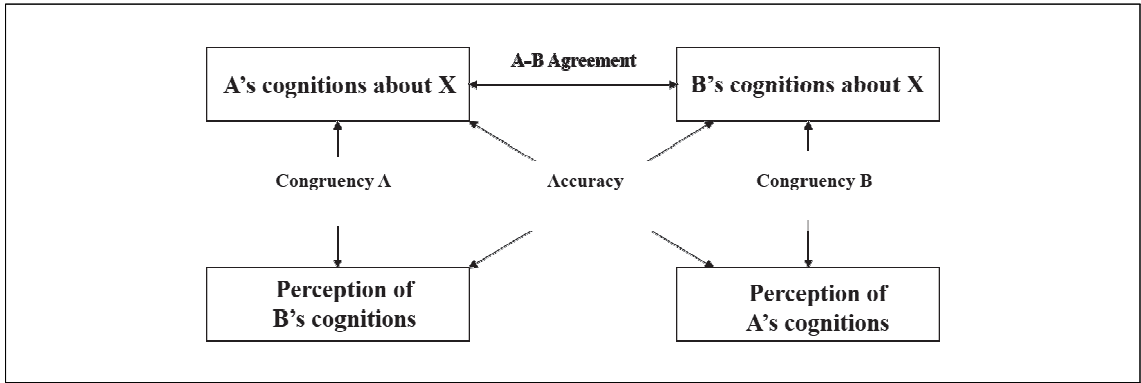 A–B Agreement
A's cognitions about X
B's cognitions about X
Congruency A
Accuracy
Congruency B
Perception of
B's cognitions
Perception of
A's cognitions